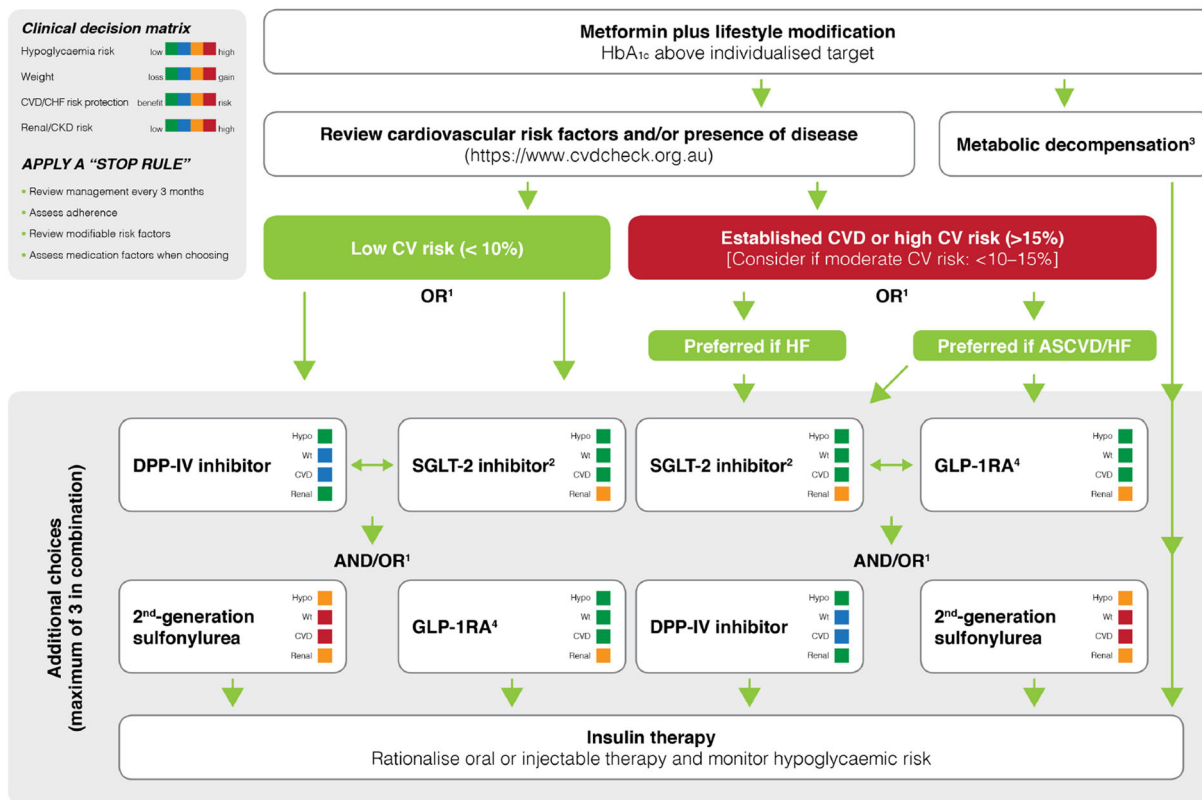 Clinical decision matrix
Hypoglycaemia risk low high
Weight loss gain
CVD/CHF risk protection benefit risk
Renal/CKD risk low high
APPLY A “STOP RULE”
• Review management every 3 months
• Assess adherence
• Review modifiable risk factors
• Assess medication factors when choosing
Metformin plus lifestyle modification
HbA₁c above individualised target
Review cardiovascular risk factors and/or presence of disease
(https://www.cvdcheck.org.au)
Metabolic decompensation³
Low CV risk (< 10%)
Established CVD or high CV risk (>15%)
[Consider if moderate CV risk: <10–15%]
OR¹
OR¹
Preferred if HF
Preferred if ASCVD/HF
Additional choices
(maximum of 3 in combination)
DPP-IV inhibitor
Hypo
Wt
CVD
Renal
SGLT-2 inhibitor²
Hypo
Wt
CVD
Renal
SGLT-2 inhibitor²
Hypo
Wt
CVD
Renal
GLP-1RA⁴
Hypo
Wt
CVD
Renal
AND/OR¹
AND/OR¹
2nd-generation
sulfonylurea
Hypo
Wt
CVD
Renal
GLP-1RA⁴
Hypo
Wt
CVD
Renal
DPP-IV inhibitor
Hypo
Wt
CVD
Renal
2nd-generation
sulfonylurea
Hypo
Wt
CVD
Renal
Insulin therapy
Rationalise oral or injectable therapy and monitor hypoglycaemic risk